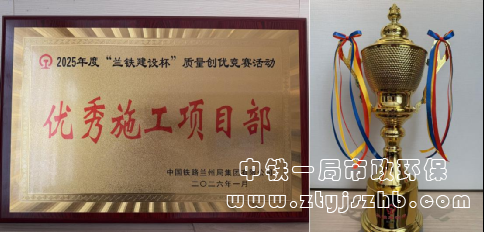 2025年度“兰铁建设杯”质量创优竞赛活动
优秀施工项目部
中国铁路兰州局集团
二〇二六年一月
中铁一局市政环保
www.ztyjszhb.com